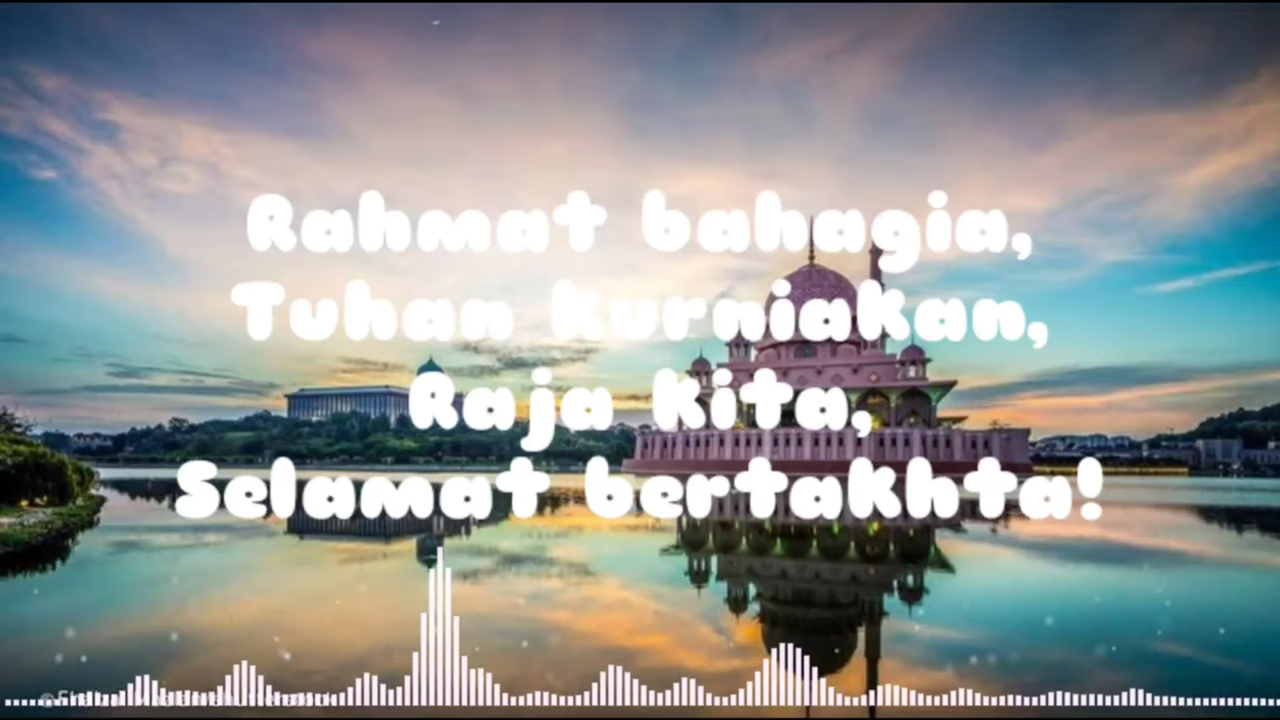 Rahmat bahagia,
Tuhan kurniakan,
Raja kita,
Selamat bertakhta!